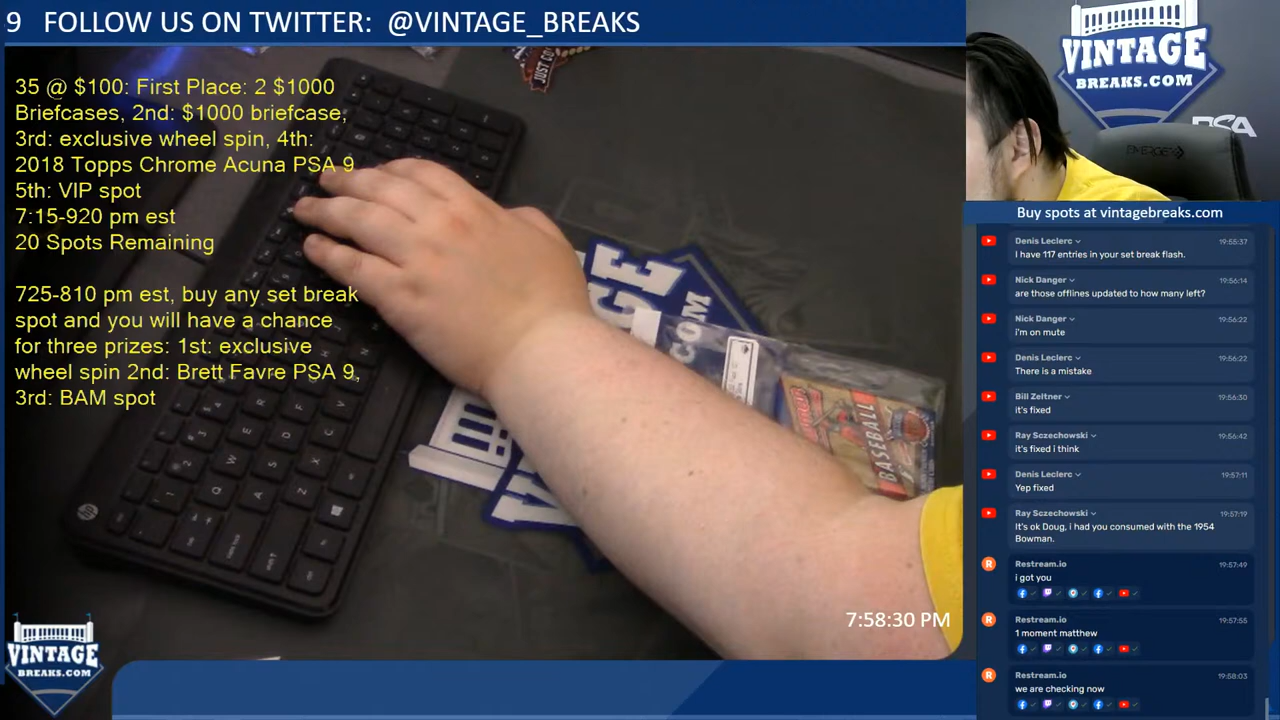 9 FOLLOW US ON TWITTER: @VINTAGE_BREAKS
35 @ $100: First Place: 2 $1000
Briefcases, 2nd: $1000 briefcase,
3rd: exclusive wheel spin, 4th:
2018 Topps Chrome Acuna PSA 9
5th: VIP spot
7:15-920 pm est
20 Spots Remaining
725-810 pm est, buy any set break
spot and you will have a chance
for three prizes: 1st: exclusive
wheel spin 2nd: Brett Favre PSA 9,
3rd: BAM spot
JUST CO
COM
BASEBALL
hp
7:58:30 PM
VINTAGE
BREAKS.COM
VINTAGE
BREAKS.COM
PSA
Buy spots at vintagebreaks.com
Denis Leclerc 19:55:37
I have 117 entries in your set break flash.
Nick Danger 19:56:14
are those offlines updated to how many left?
Nick Danger 19:56:22
i'm on mute
Denis Leclerc 19:56:22
There is a mistake
Bill Zeltner 19:56:30
it's fixed
Ray Sczechowski 19:56:42
it's fixed i think
Denis Leclerc 19:57:11
Yep fixed
Ray Sczechowski 19:57:19
It's ok Doug, i had you consumed with the 1954
Bowman.
Restream.io 19:57:49
i got you
Restream.io 19:57:55
1 moment matthew
Restream.io 19:58:03
we are checking now